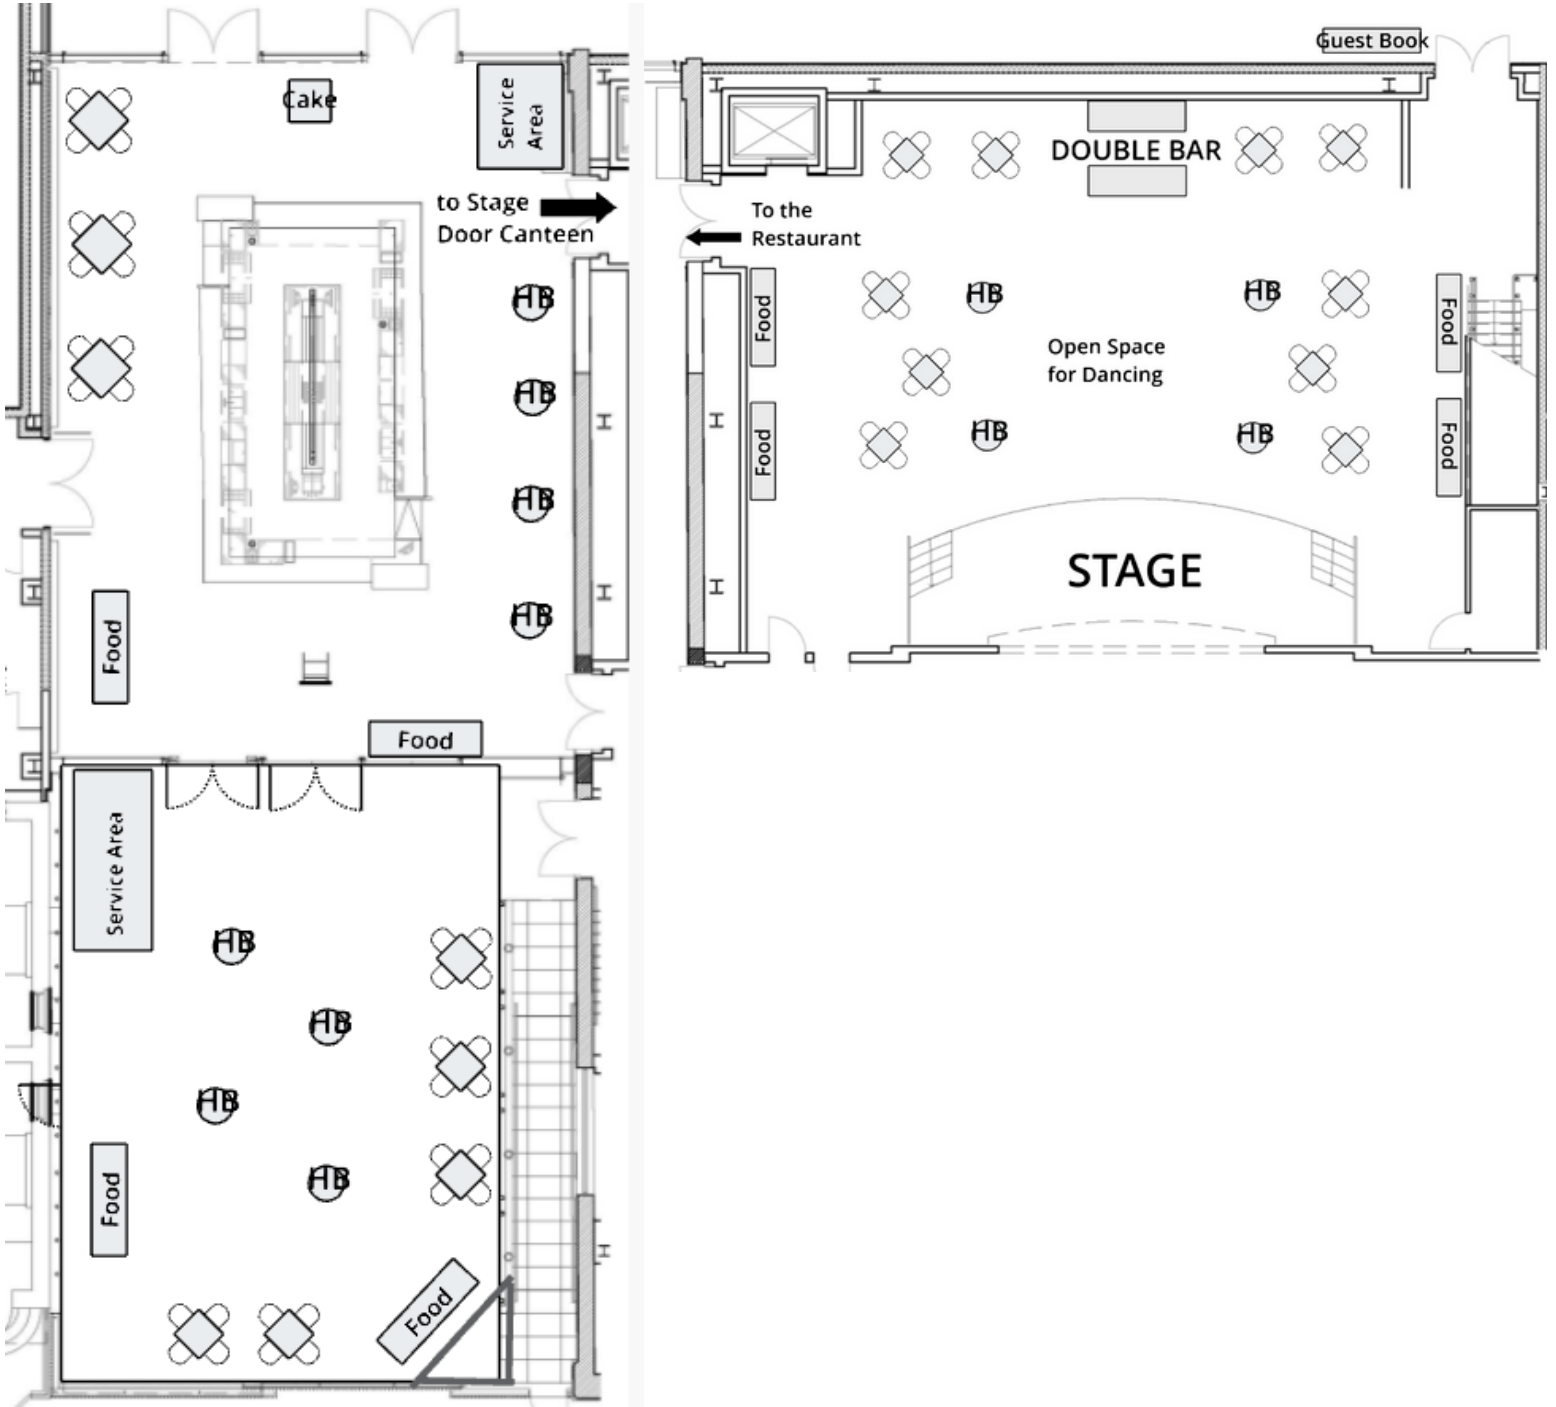 Cake
Service
Area
to Stage
Door Canteen
HB
HB
HB
HB
Food
Food
Service Area
HB
HB
HB
HB
Food
Food
Guest Book
DOUBLE BAR
To the
Restaurant
Food
HB
HB
Food
Open Space
for Dancing
Food
HB
HB
Food
STAGE